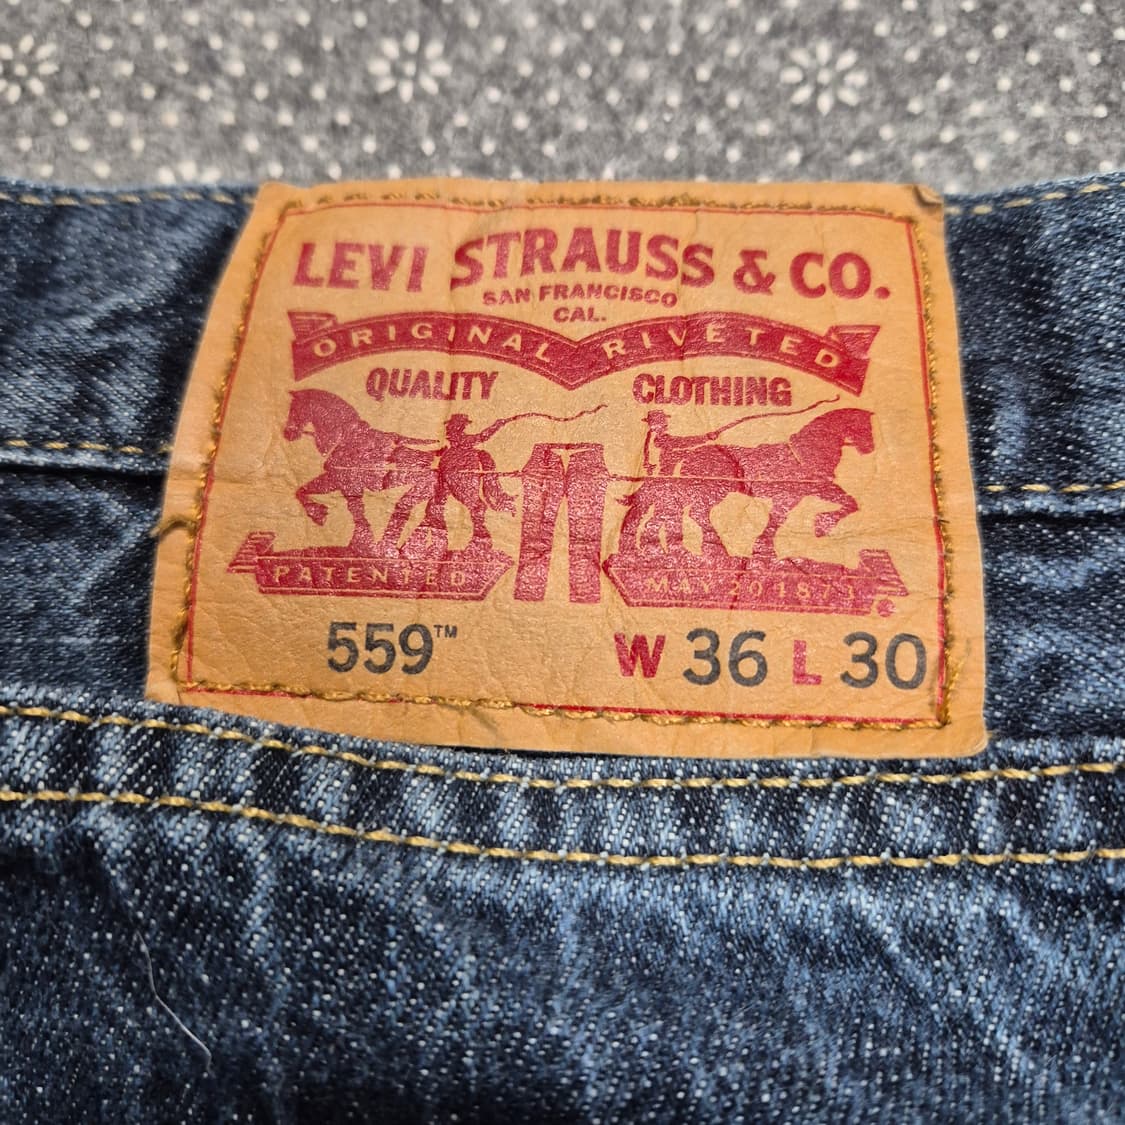 LEVI STRAUSS & CO.
SAN FRANCISCO
CAL.
ORIGINAL RIVETED
QUALITY CLOTHING
PATENTED MAY 20 1873
559™ W 36 L 30